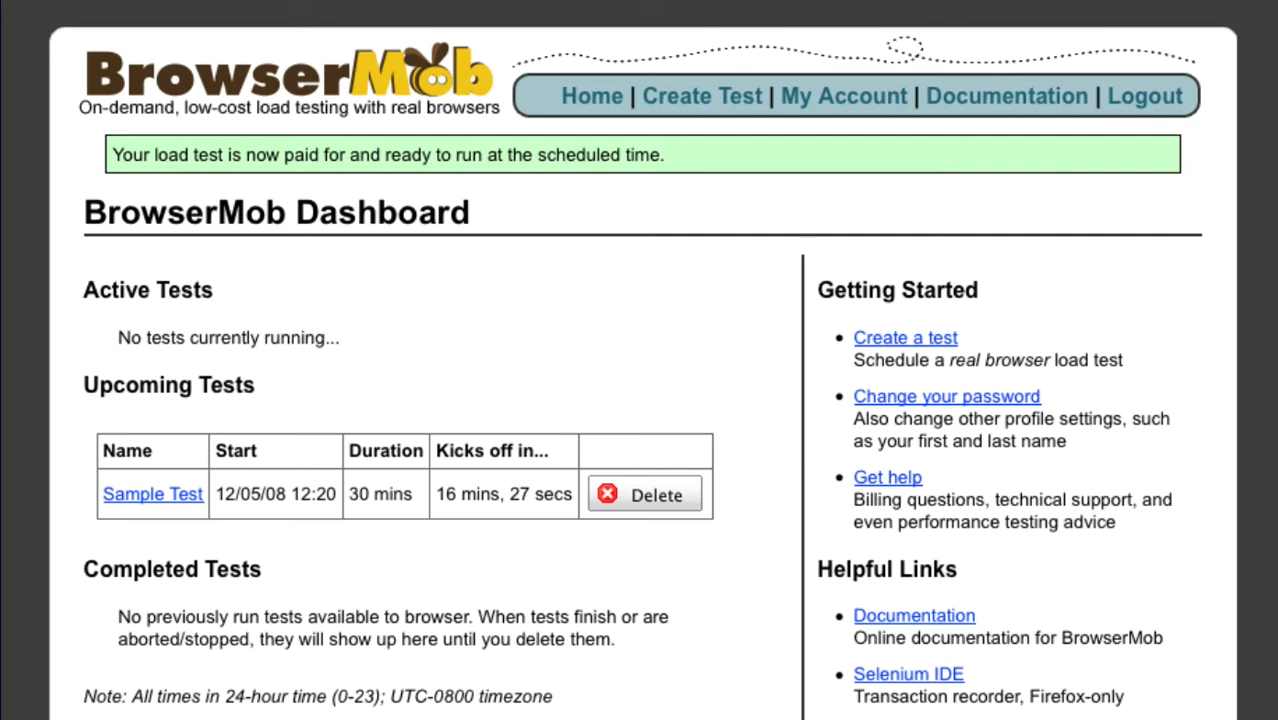 BrowserMob
On-demand, low-cost load testing with real browsers
Home | Create Test | My Account | Documentation | Logout
Your load test is now paid for and ready to run at the scheduled time.
BrowserMob Dashboard
Active Tests
No tests currently running...
Upcoming Tests
Name Start Duration Kicks off in...
Sample Test 12/05/08 12:20 30 mins 16 mins, 27 secs Delete
Completed Tests
No previously run tests available to browser. When tests finish or are
aborted/stopped, they will show up here until you delete them.
Note: All times in 24-hour time (0-23); UTC-0800 timezone
Getting Started
Create a test
Schedule a real browser load test
Change your password
Also change other profile settings, such
as your first and last name
Get help
Billing questions, technical support, and
even performance testing advice
Helpful Links
Documentation
Online documentation for BrowserMob
Selenium IDE
Transaction recorder, Firefox-only